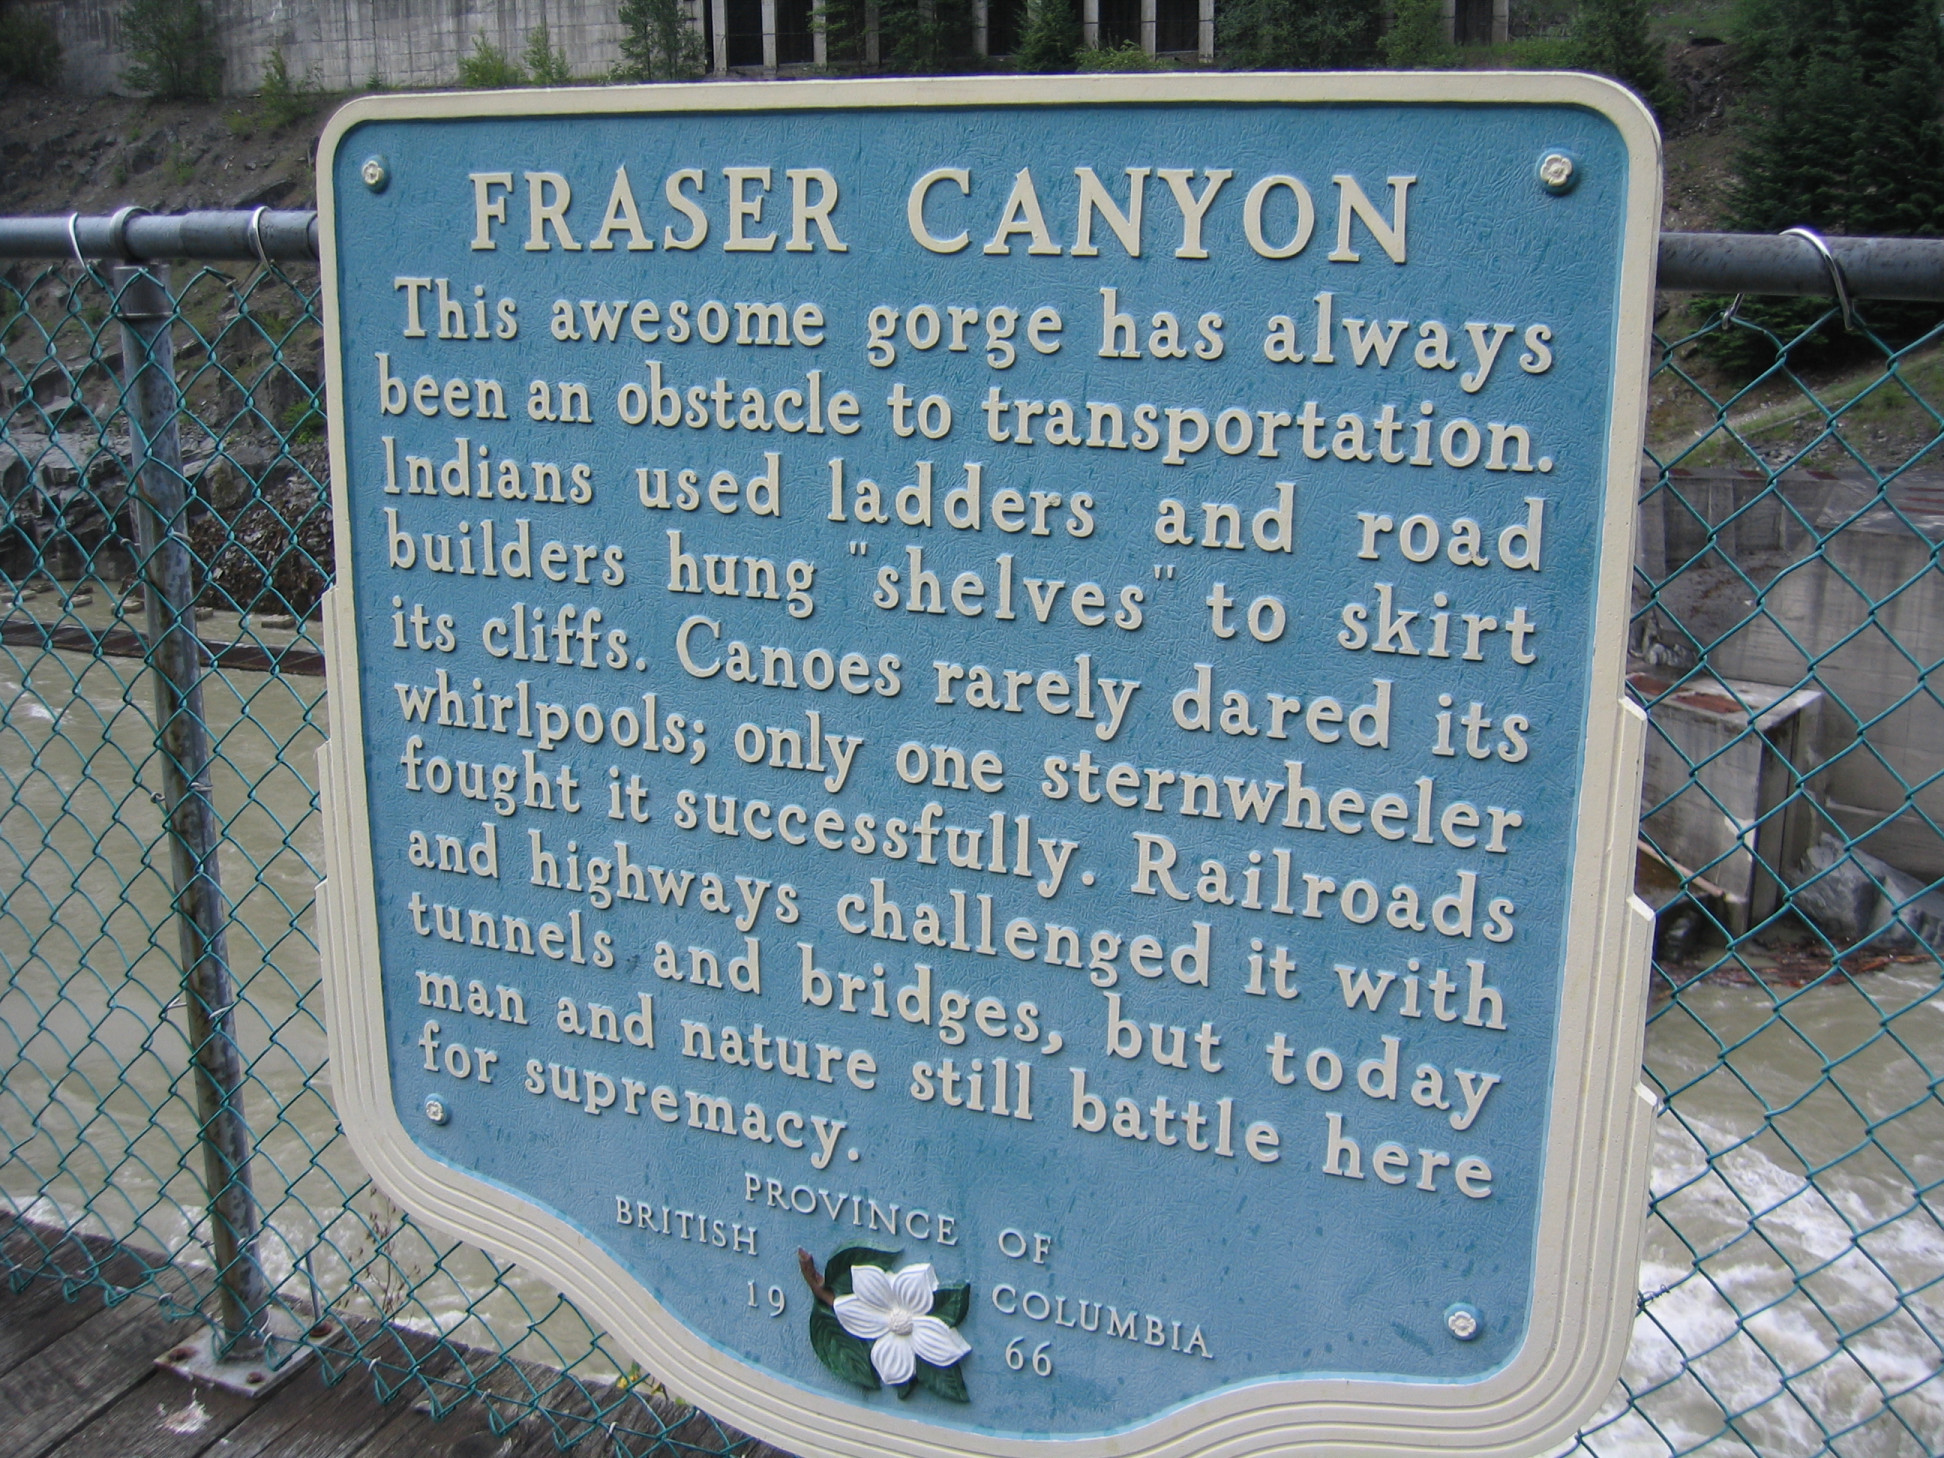 FRASER CANYON
This awesome gorge has always
been an obstacle to transportation.
Indians used ladders and road
builders hung "shelves" to skirt
its cliffs. Canoes rarely dared its
whirlpools; only one sternwheeler
fought it successfully. Railroads
and highways challenged it with
tunnels and bridges, but today
man and nature still battle here
for supremacy.
PROVINCE OF
BRITISH COLUMBIA
19 66